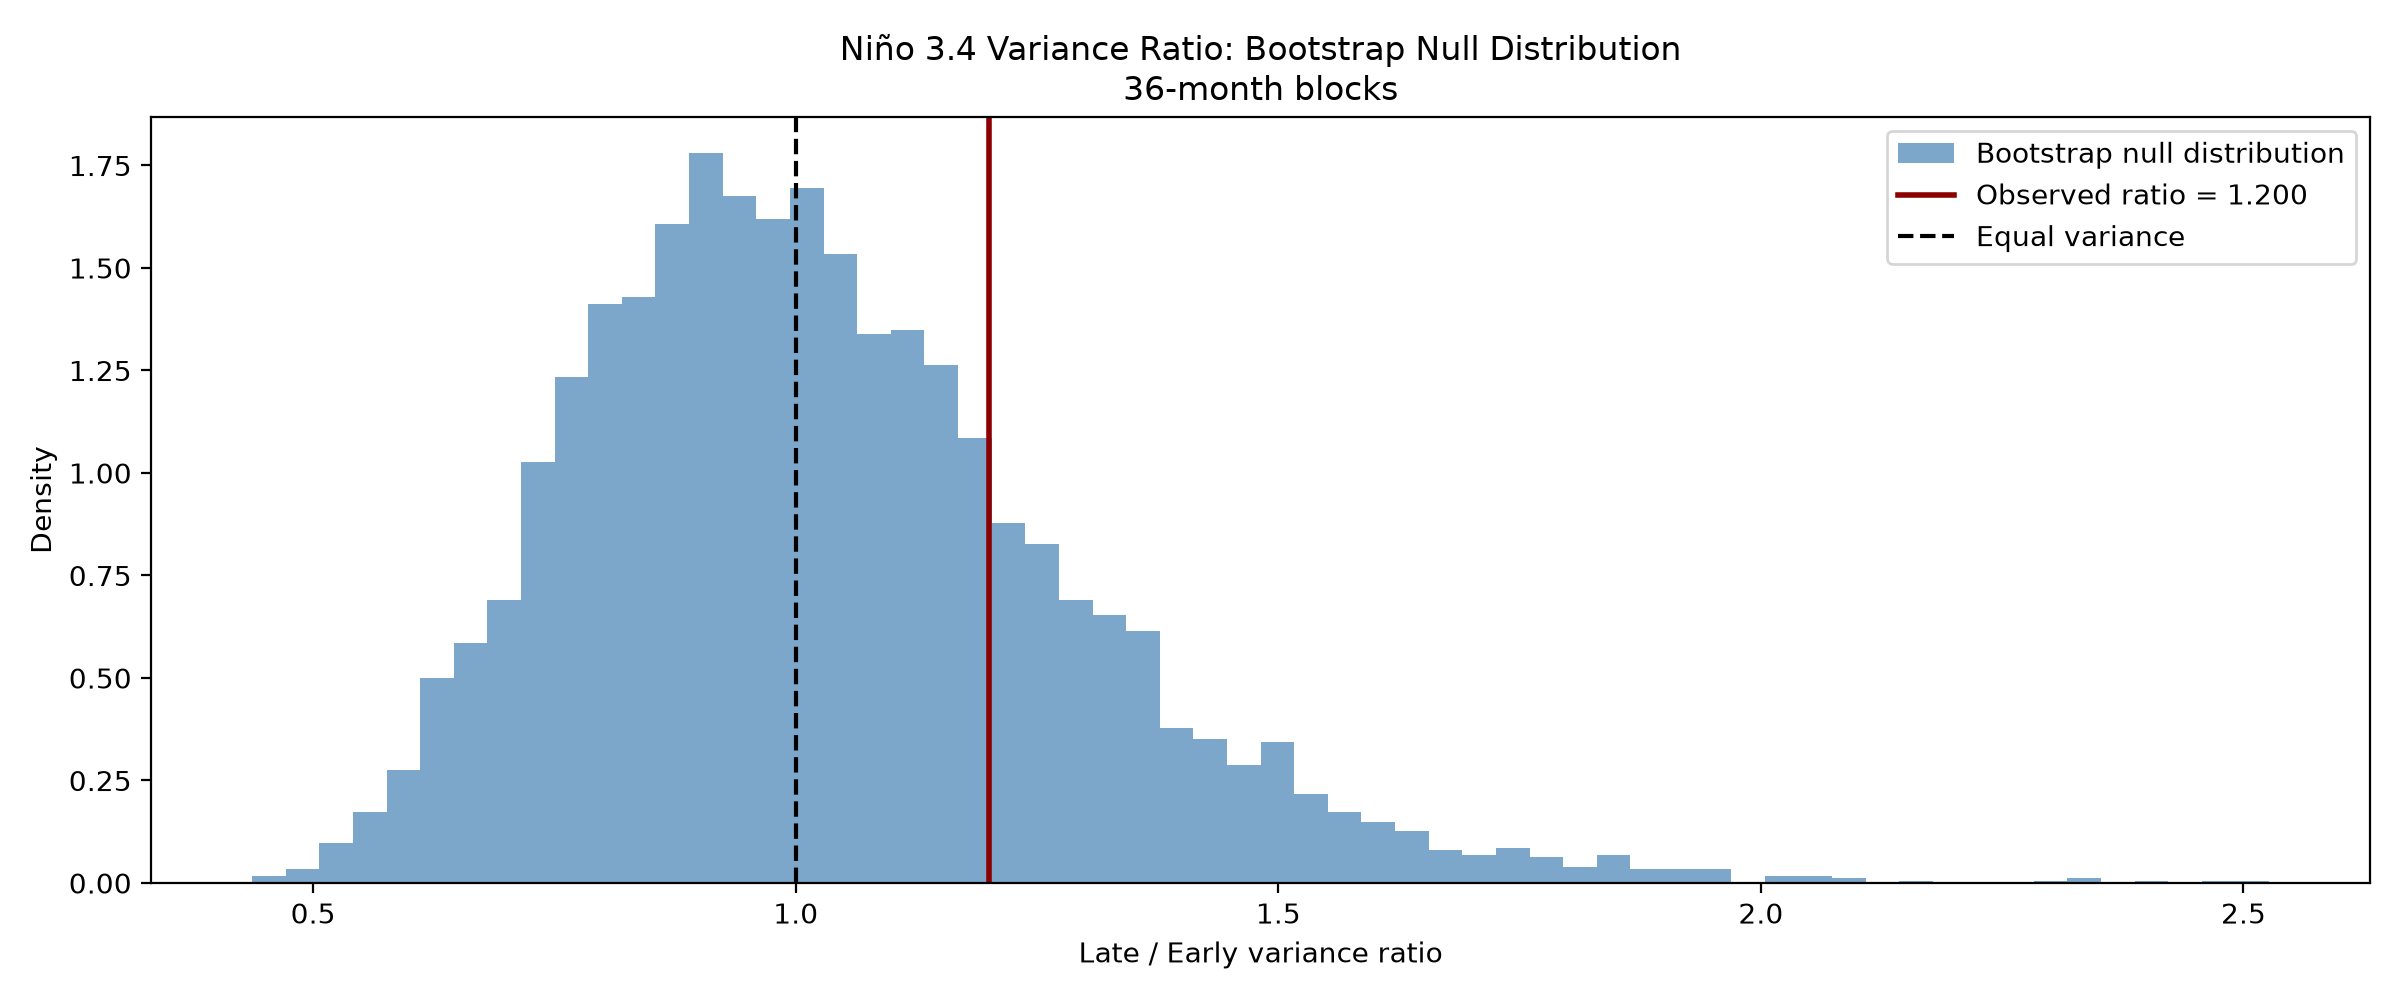 Niño 3.4 Variance Ratio: Bootstrap Null Distribution
36-month blocks
Bootstrap null distribution
Observed ratio = 1.200
Equal variance
Density
1.75
1.50
1.25
1.00
0.75
0.50
0.25
0.00
0.5
1.0
1.5
2.0
2.5
Late / Early variance ratio